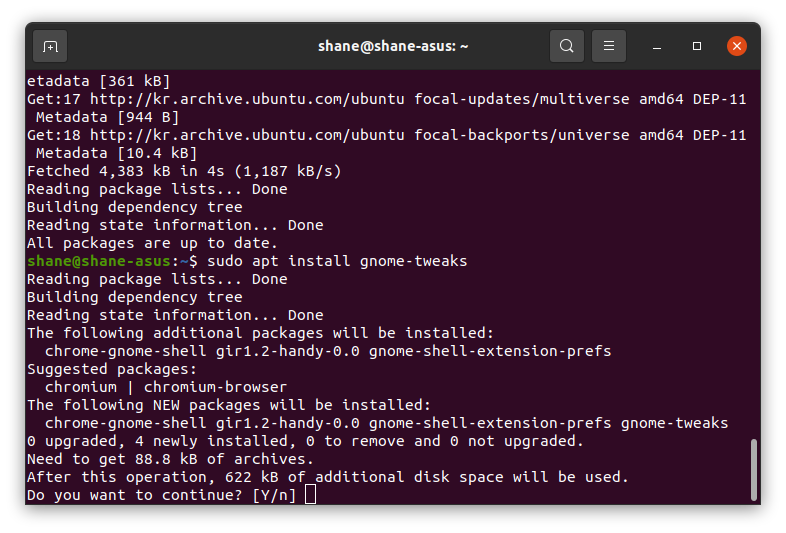 shane@shane-asus: ~
etadata [361 kB]
Get:17 http://kr.archive.ubuntu.com/ubuntu focal-updates/multiverse amd64 DEP-11
 Metadata [944 B]
Get:18 http://kr.archive.ubuntu.com/ubuntu focal-backports/universe amd64 DEP-11
 Metadata [10.4 kB]
Fetched 4,383 kB in 4s (1,187 kB/s)
Reading package lists... Done
Building dependency tree
Reading state information... Done
All packages are up to date.
shane@shane-asus:~$ sudo apt install gnome-tweaks
Reading package lists... Done
Building dependency tree
Reading state information... Done
The following additional packages will be installed:
  chrome-gnome-shell gir1.2-handy-0.0 gnome-shell-extension-prefs
Suggested packages:
  chromium | chromium-browser
The following NEW packages will be installed:
  chrome-gnome-shell gir1.2-handy-0.0 gnome-shell-extension-prefs gnome-tweaks
0 upgraded, 4 newly installed, 0 to remove and 0 not upgraded.
Need to get 88.8 kB of archives.
After this operation, 622 kB of additional disk space will be used.
Do you want to continue? [Y/n]